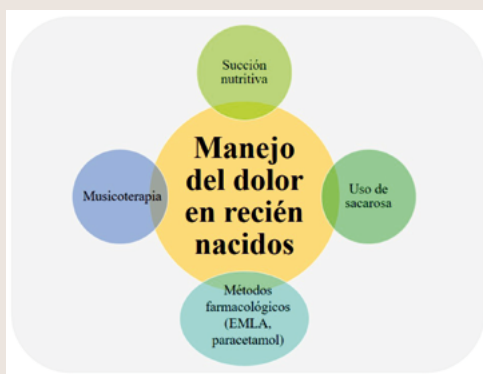 Succión
nutritiva
Manejo
del dolor
en recién
nacidos
Musicoterapia
Uso de
sacarosa
Métodos
farmacológicos
(EMLA,
paracetamol)